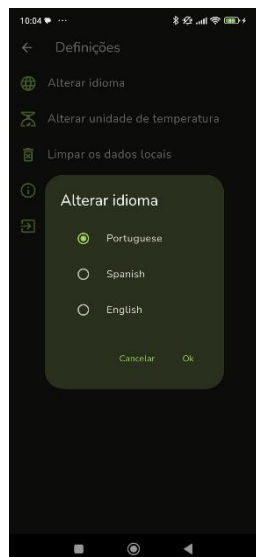 10:04
Definições
Alterar idioma
Alterar unidade de temperatura
Limpar os dados locais
Alterar idioma
Portuguese
Spanish
English
Cancelar Ok